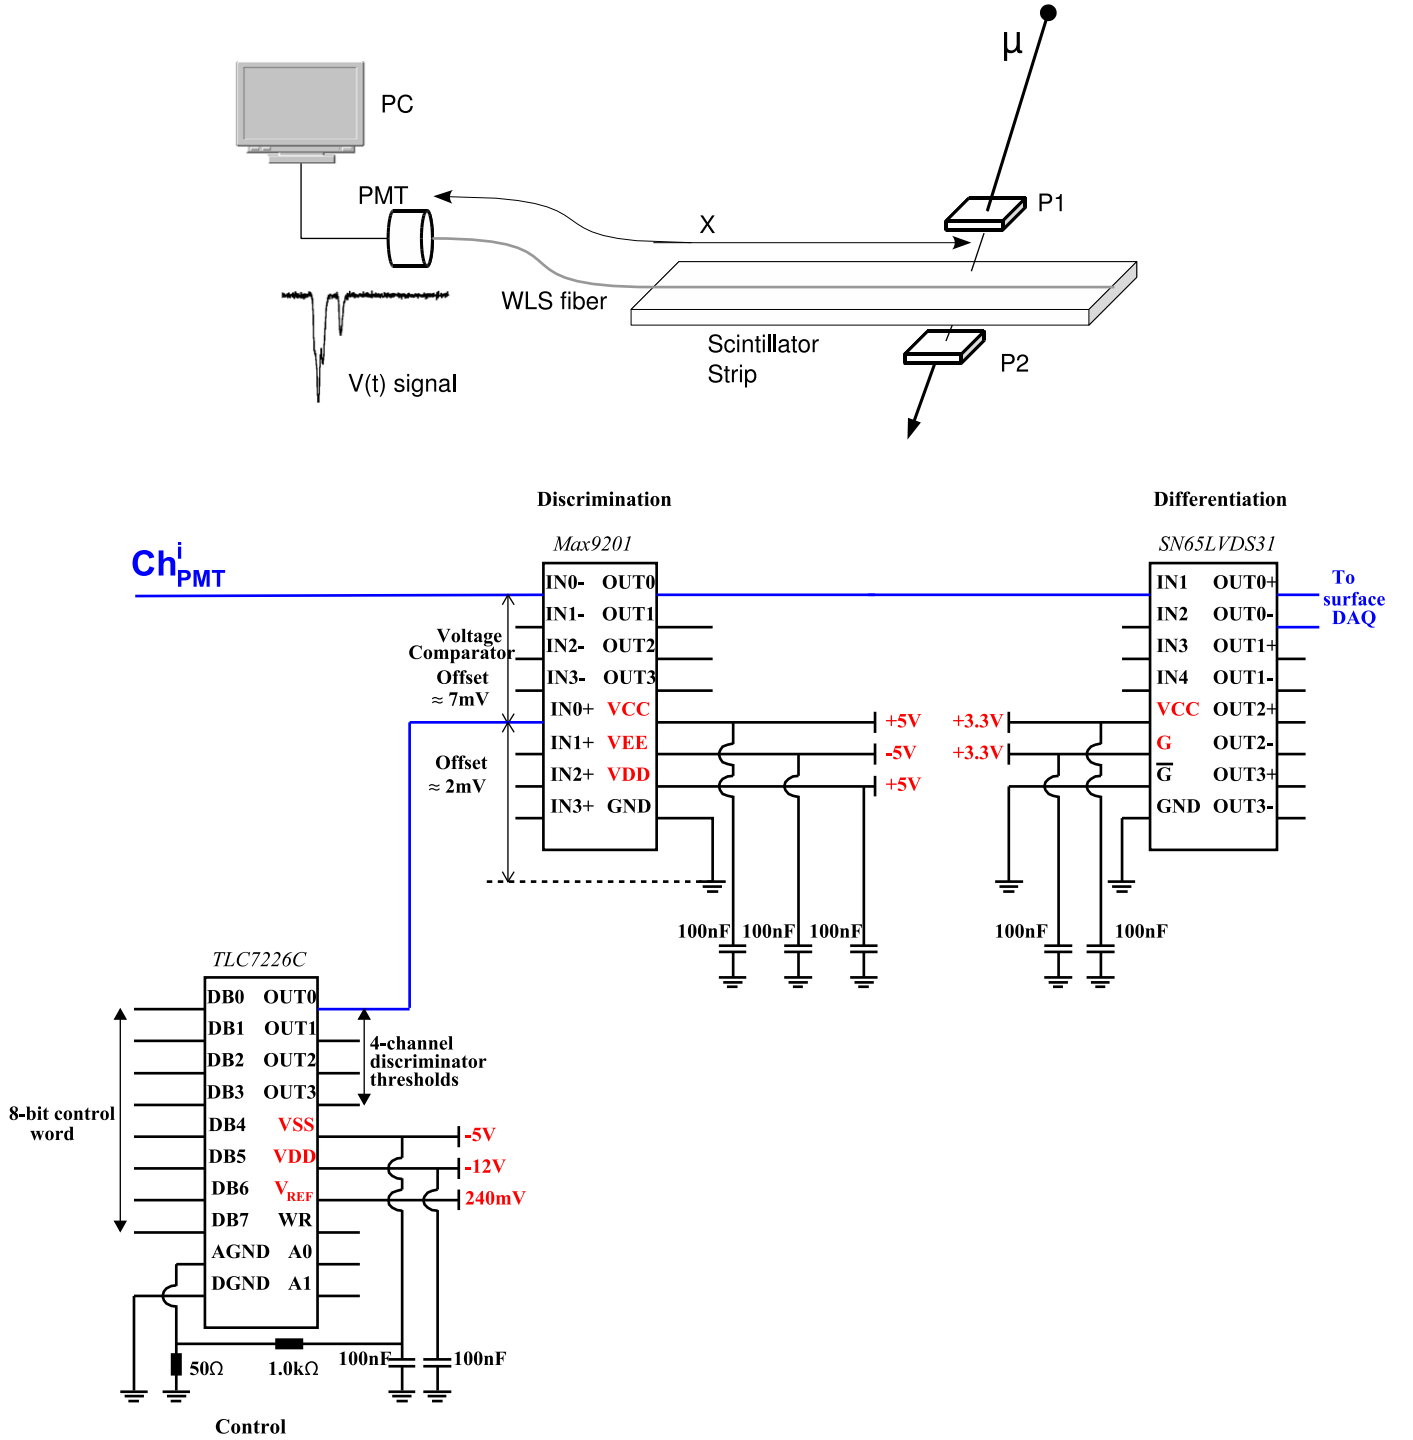 μ
PC
PMT
P1
X
WLS fiber
Scintillator
Strip
P2
V(t) signal
Discrimination
Differentiation
Max9201
SN65LVDS31
Ch i PMT
IN0- OUT0
IN1- OUT1
IN2- OUT2
IN3- OUT3
IN0+ VCC
IN1+ VEE
IN2+ VDD
IN3+ GND
Voltage
Comparator
Offset
≈ 7mV
Offset
≈ 2mV
+5V
-5V
+5V
+3.3V
+3.3V
IN1 OUT0+
IN2 OUT0-
IN3 OUT1+
IN4 OUT1-
VCC OUT2+
G OUT2-
G̅ OUT3+
GND OUT3-
To
surface
DAQ
100nF 100nF 100nF
100nF 100nF
TLC7226C
DB0 OUT0
DB1 OUT1
DB2 OUT2
DB3 OUT3
DB4 VSS
DB5 VDD
DB6 VREF
DB7 WR
AGND A0
DGND A1
4-channel
discriminator
thresholds
8-bit control
word
-5V
-12V
240mV
50Ω 1.0kΩ 100nF 100nF
Control